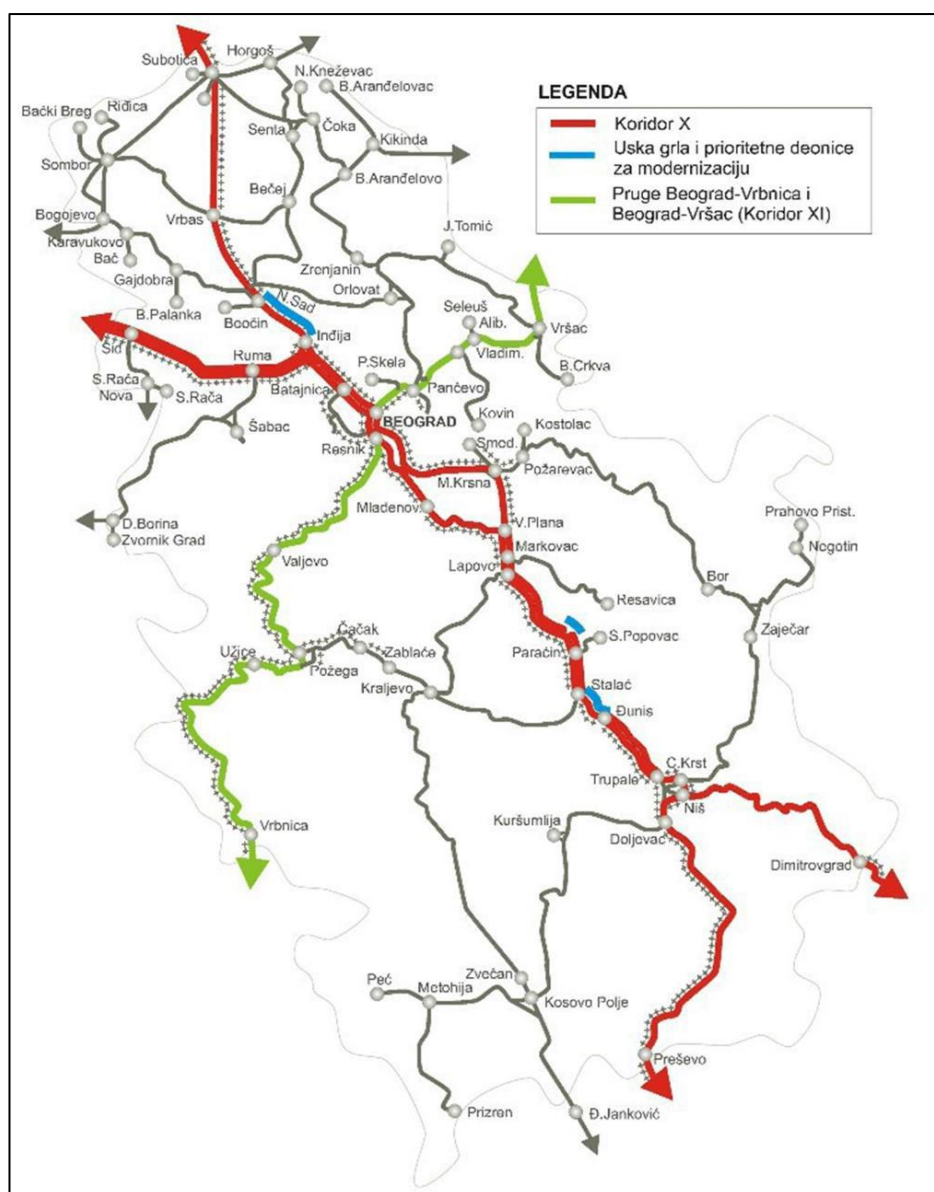 Horgoš
Subotica
N.Kneževac
B.Aranđelovac
LEGENDA
Koridor X
Uska grla i prioritetne deonice
za modernizaciju
Pruge Beograd-Vrbnica i
Beograd-Vršac (Koridor XI)
Bački Breg
Riđica
Čoka
Senta
Kikinda
Sombor
B.Aranđelovo
Bečej
Bogojevo
Vrbas
Karavukovo
Bač
J.Tomić
Gajdobra
Zrenjanin
Orlovat
N.Sad
B.Palanka
Boočin
Seleuš
Alib.
Vršac
Inđija
Šid
Ruma
Vladim.
P.Skela
B.Crkva
S.Rača
Nova
S.Rača
Batajnica
Pančevo
BEOGRAD
Kovin
Kostolac
Šabac
Resnik
Smod.
M.Krsna
Požarevac
Mladenov.
D.Borina
Zvornik Grad
V.Plana
Prahovo Prist.
Markovac
Nogotin
Valjevo
Lapovo
Bor
Resavica
Zaječar
S.Popovac
Čačak
Paraćin
Užice
Zablaće
Požega
Stalać
Kraljevo
Đunis
C.Krst
Trupale
Niš
Kuršumlija
Doljevac
Vrbnica
Dimitrovgrad
Zvečan
Peć
Metohija
Kosovo Polje
Preševo
Prizren
Đ.Janković